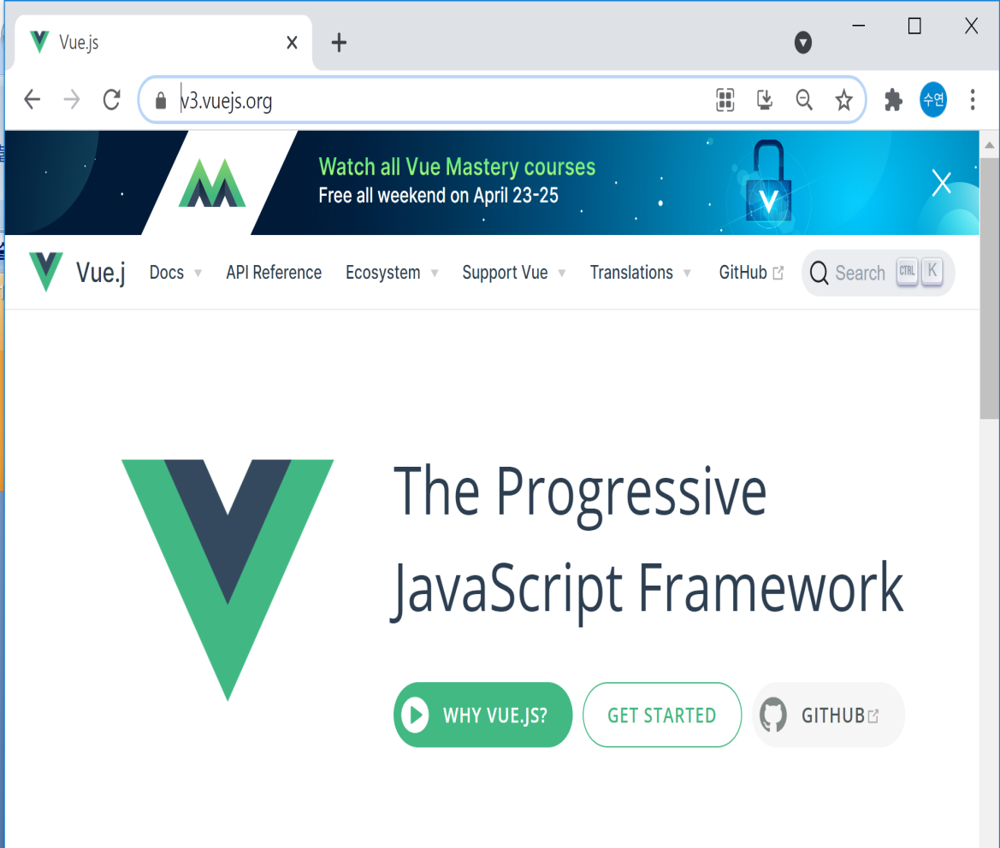 Vue.js
v3.vuejs.org
수연
Watch all Vue Mastery courses
Free all weekend on April 23-25
V
Vue.j Docs API Reference Ecosystem Support Vue Translations GitHub Search CTRL K
The Progressive
JavaScript Framework
WHY VUE.JS? GET STARTED GITHUB